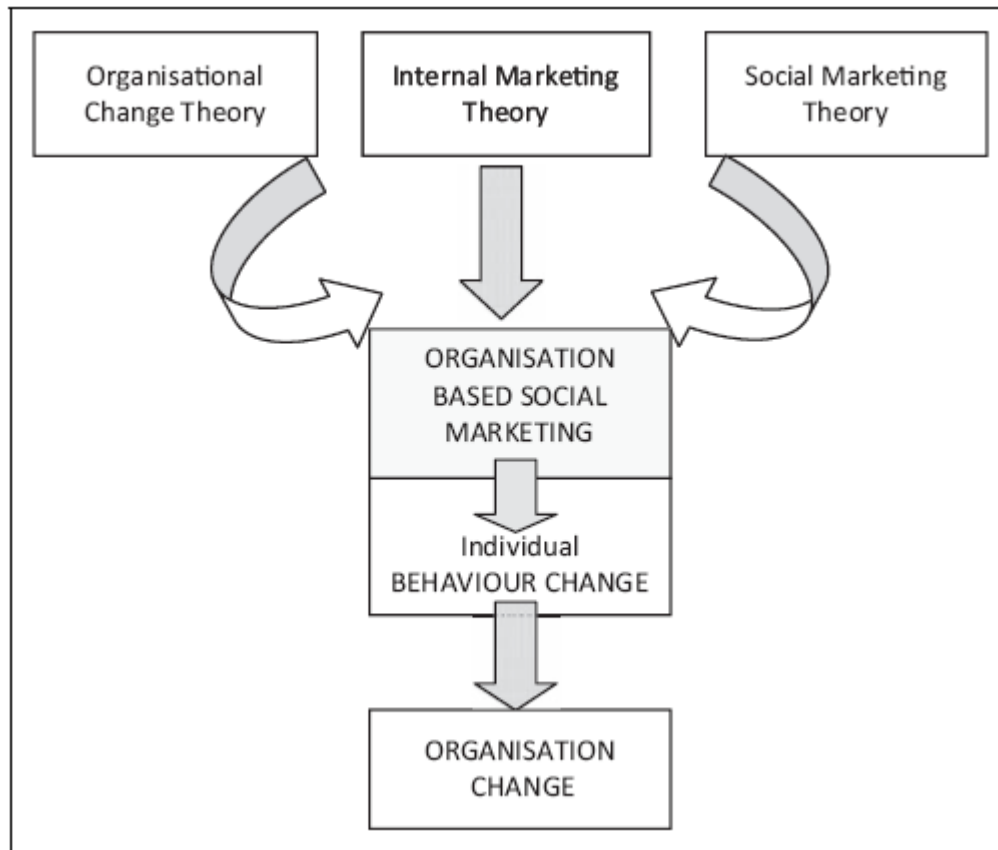 Organisational
Change Theory
Internal Marketing
Theory
Social Marketing
Theory
ORGANISATION
BASED SOCIAL
MARKETING
Individual
BEHAVIOUR CHANGE
ORGANISATION
CHANGE